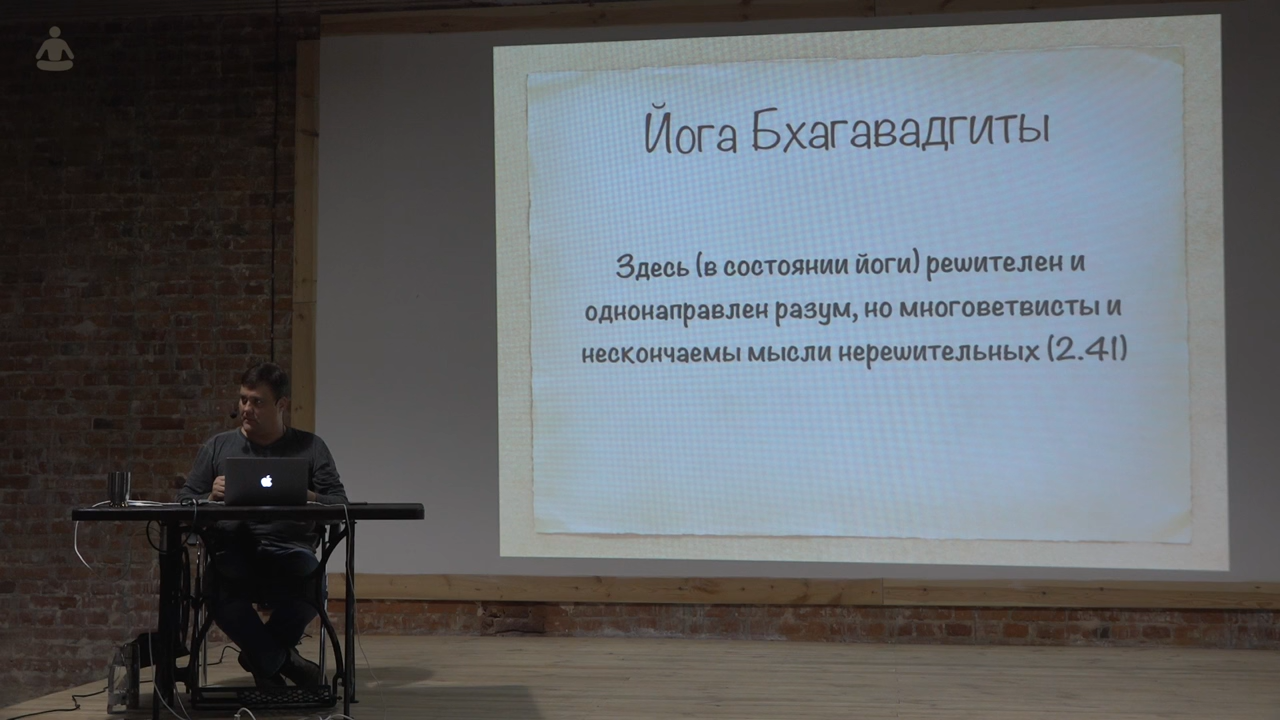 Йога Бхагавадгиты
Здесь (в состоянии йоги) решителен и
однонаправлен разум, но многоветвисты и
нескончаемы мысли нерешительных (2.41)